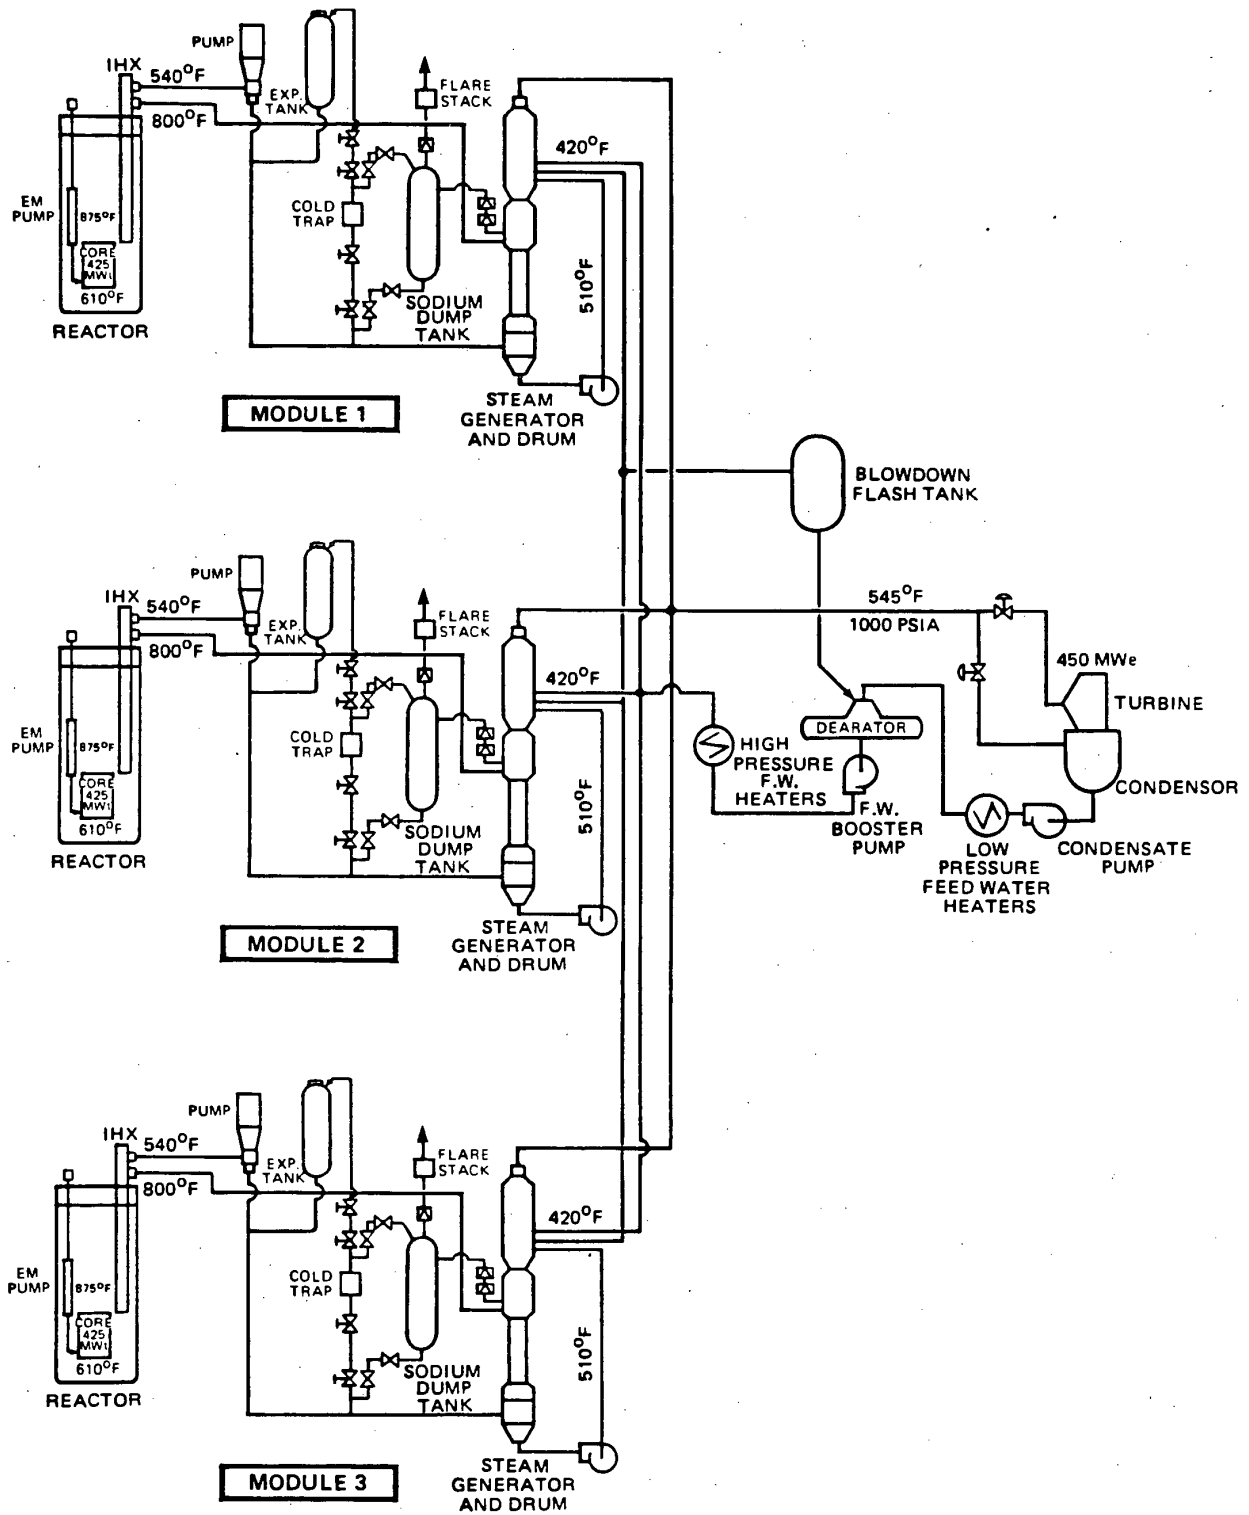 PUMP
IHX
540°F
EXP.
TANK
800°F
FLARE
STACK
420°F
EM
PUMP
875°F
COLD
TRAP
CORE
425
MWt
610°F
510°F
REACTOR
SODIUM
DUMP
TANK
MODULE 1
STEAM
GENERATOR
AND DRUM
BLOWDOWN
FLASH TANK
PUMP
IHX
540°F
EXP.
TANK
800°F
FLARE
STACK
420°F
EM
PUMP
875°F
COLD
TRAP
CORE
425
MWt
610°F
510°F
REACTOR
SODIUM
DUMP
TANK
MODULE 2
STEAM
GENERATOR
AND DRUM
545°F
1000 PSIA
450 MWe
TURBINE
DEARATOR
HIGH
PRESSURE
F.W.
HEATERS
CONDENSOR
F.W.
BOOSTER
PUMP
LOW
PRESSURE
FEED WATER
HEATERS
CONDENSATE
PUMP
PUMP
IHX
540°F
EXP.
TANK
800°F
FLARE
STACK
420°F
EM
PUMP
875°F
COLD
TRAP
CORE
425
MWt
610°F
510°F
REACTOR
SODIUM
DUMP
TANK
MODULE 3
STEAM
GENERATOR
AND DRUM